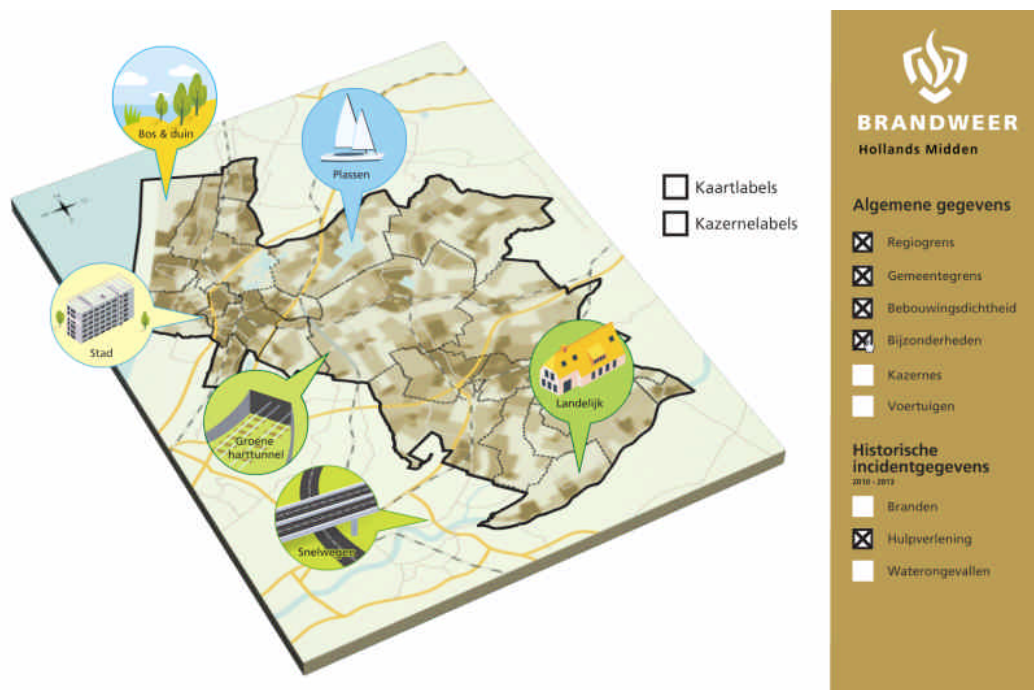 Bos & duin
Plassen
Stad
Groene
harttunnel
Snelwegen
Landelijk
Kaartlabels
Kazernelabels
BRANDWEER
Hollands Midden
Algemene gegevens
Regiogrens
Gemeentegrens
Bebouwingsdichtheid
Bijzonderheden
Kazernes
Voertuigen
Historische
incidentgegevens
2010 - 2013
Branden
Hulpverlening
Waterongevallen